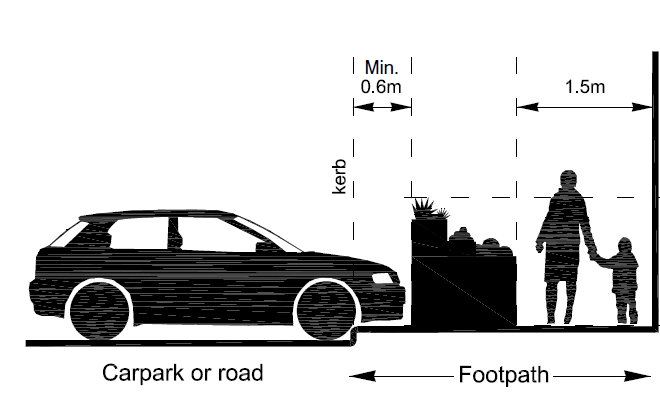 Min.
0.6m
1.5m
kerb
Carpark or road
Footpath